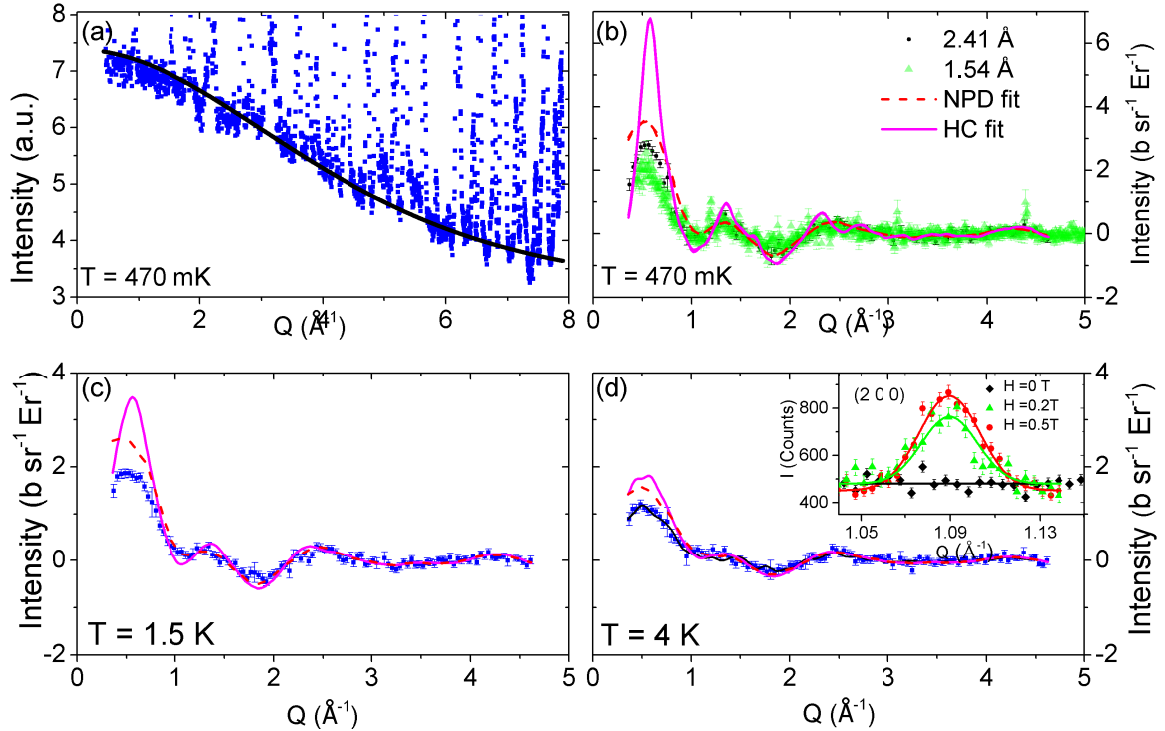 (a)
Intensity (a.u.)
8
7
6
5
4
3
T = 470 mK
0 2 4 6 8
Q (Å⁻¹)
(b)
2.41 Å
1.54 Å
NPD fit
HC fit
T = 470 mK
6
4
2
0
-2
Intensity (b sr⁻¹ Er⁻¹)
0 1 2 3 4 5
Q (Å⁻¹)
(c)
Intensity (b sr⁻¹ Er⁻¹)
4
2
0
-2
T = 1.5 K
0 1 2 3 4 5
Q (Å⁻¹)
(d)
(2 0 0)
H =0 T
H =0.2T
H =0.5T
I (Counts)
800
600
400
1.05 1.09 1.13
Q (Å⁻¹)
T = 4 K
4
2
0
-2
Intensity (b sr⁻¹ Er⁻¹)
0 1 2 3 4 5
Q (Å⁻¹)